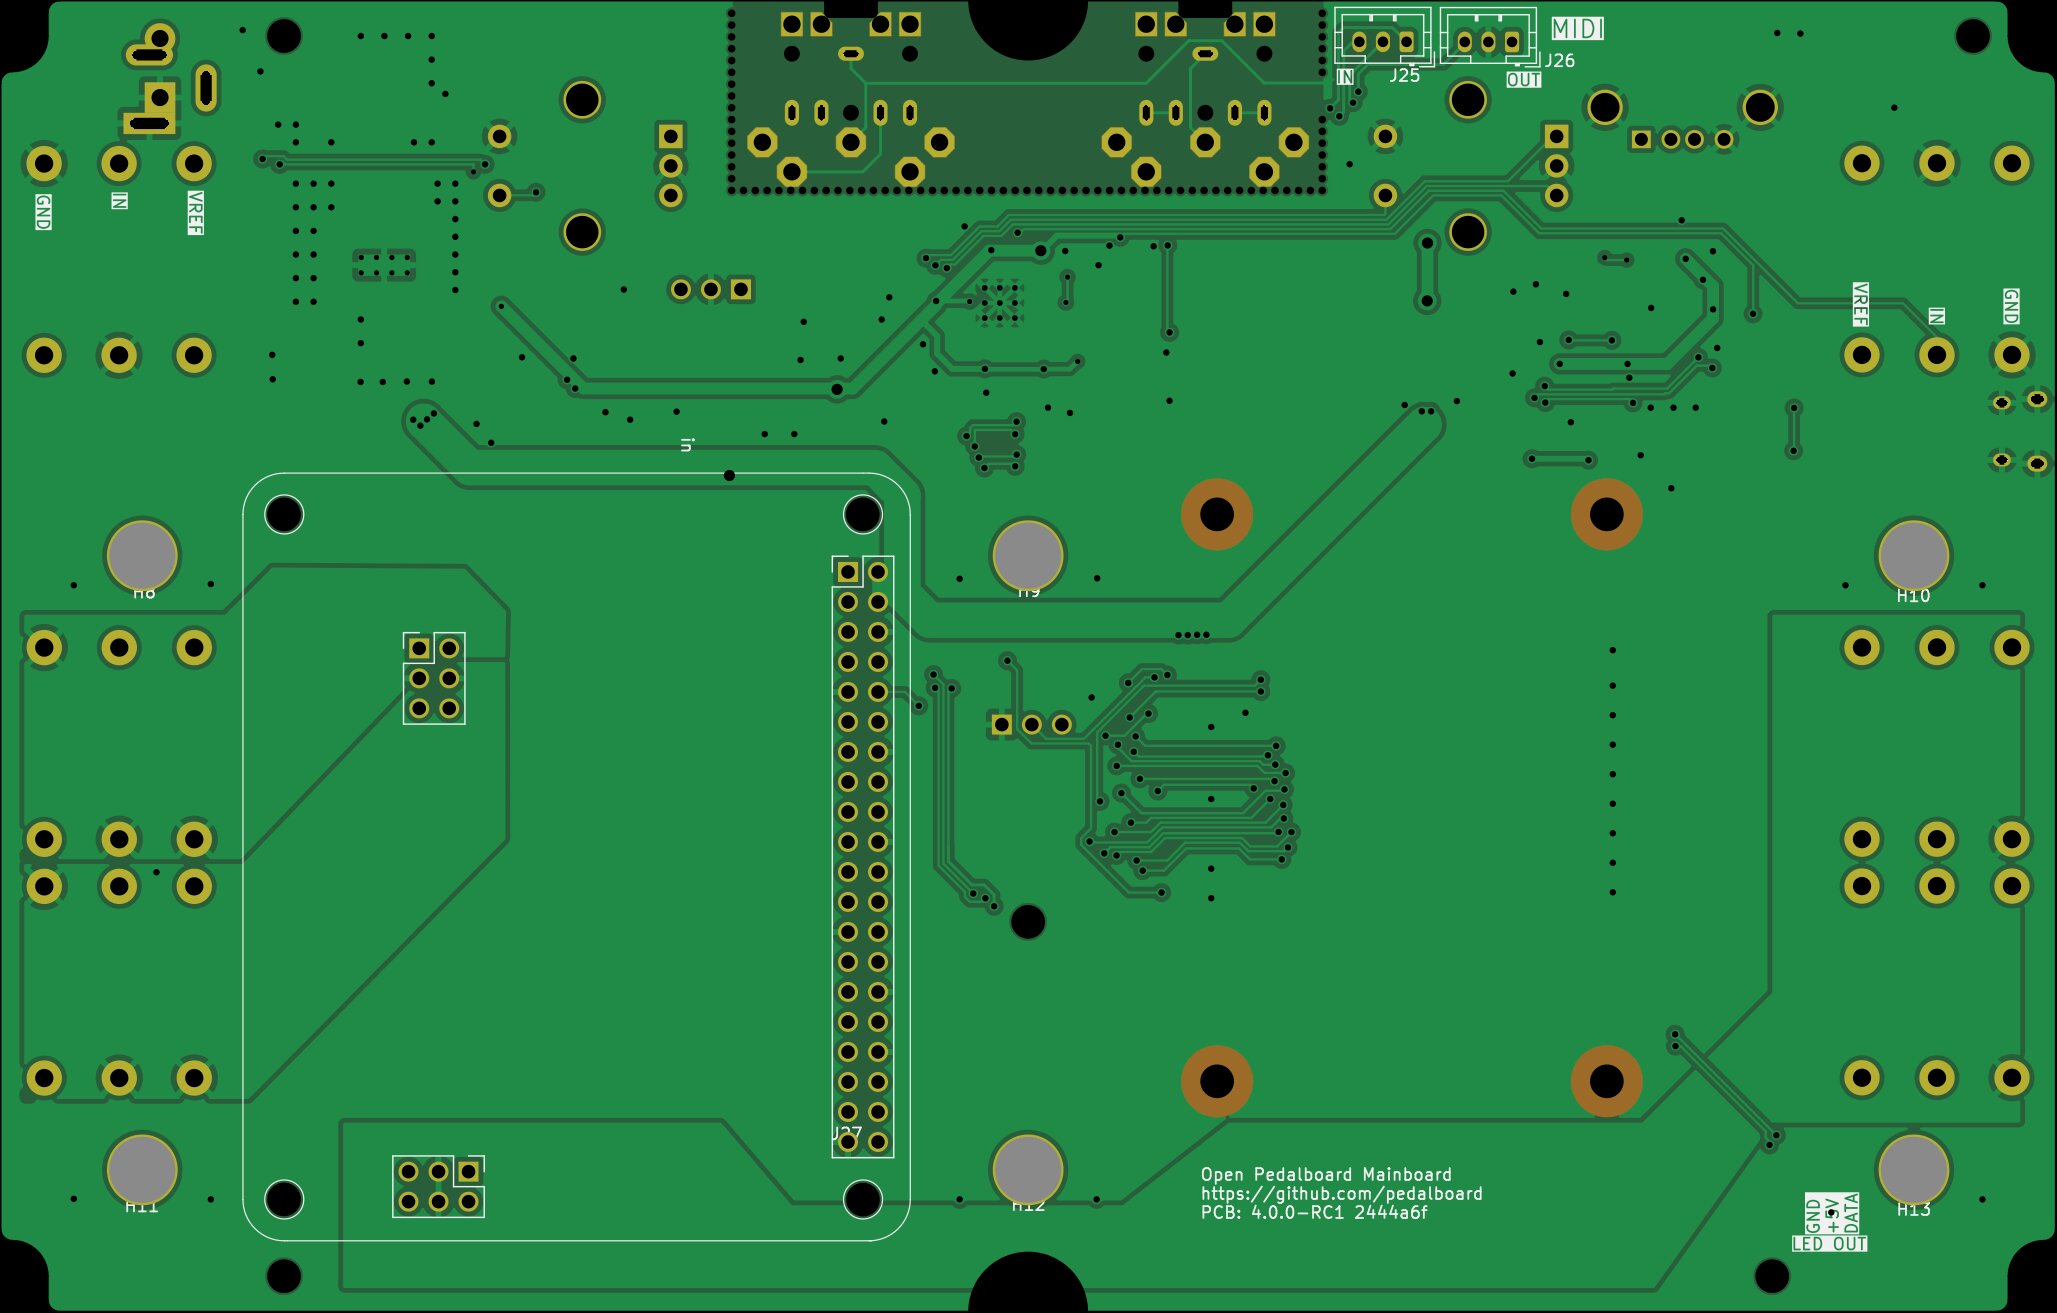 MIDI
J25
J26
IN
OUT
GND
IN
VREF
VREF
IN
GND
H8
H9
H10
J27
Open Pedalboard Mainboard
https://github.com/pedalboard
PCB: 4.0.0-RC1 2444a6f
H11
H12
H13
GND
+5V
DATA
LED OUT